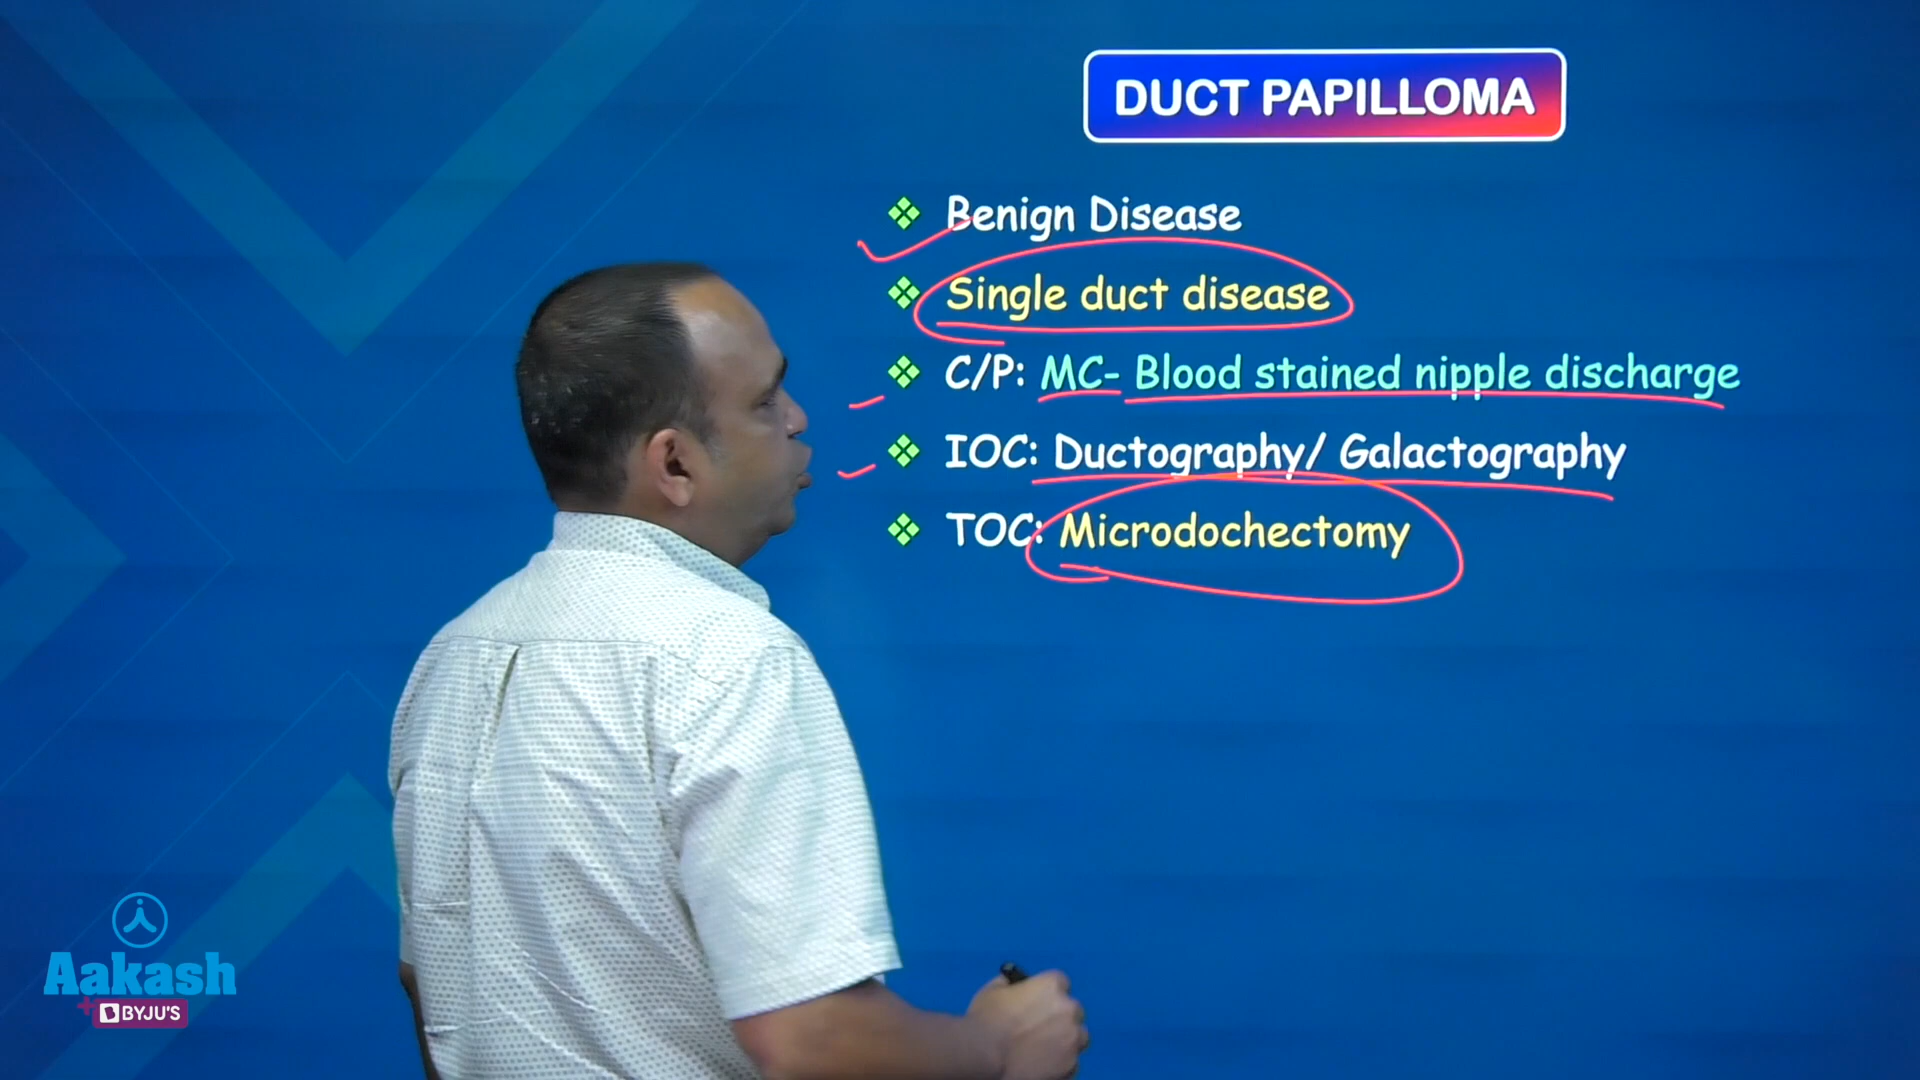 DUCT PAPILLOMA
Benign Disease
Single duct disease
C/P: MC- Blood stained nipple discharge
IOC: Ductography/ Galactography
TOC: Microdochectomy
Aakash
+ BYJU'S